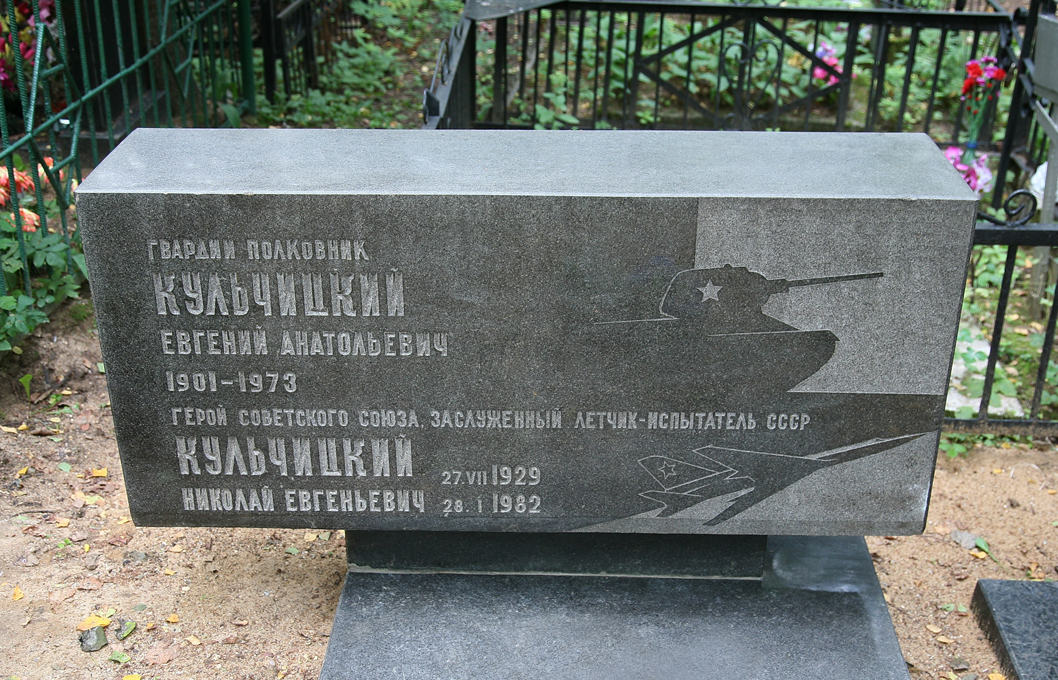 ГВАРДИИ ПОЛКОВНИК
КУЛЬЧИЦКИЙ
ЕВГЕНИЙ АНАТОЛЬЕВИЧ
1901-1973
ГЕРОЙ СОВЕТСКОГО СОЮЗА, ЗАСЛУЖЕННЫЙ ЛЕТЧИК-ИСПЫТАТЕЛЬ СССР
КУЛЬЧИЦКИЙ 27.VII 1929
НИКОЛАЙ ЕВГЕНЬЕВИЧ 28.I 1982